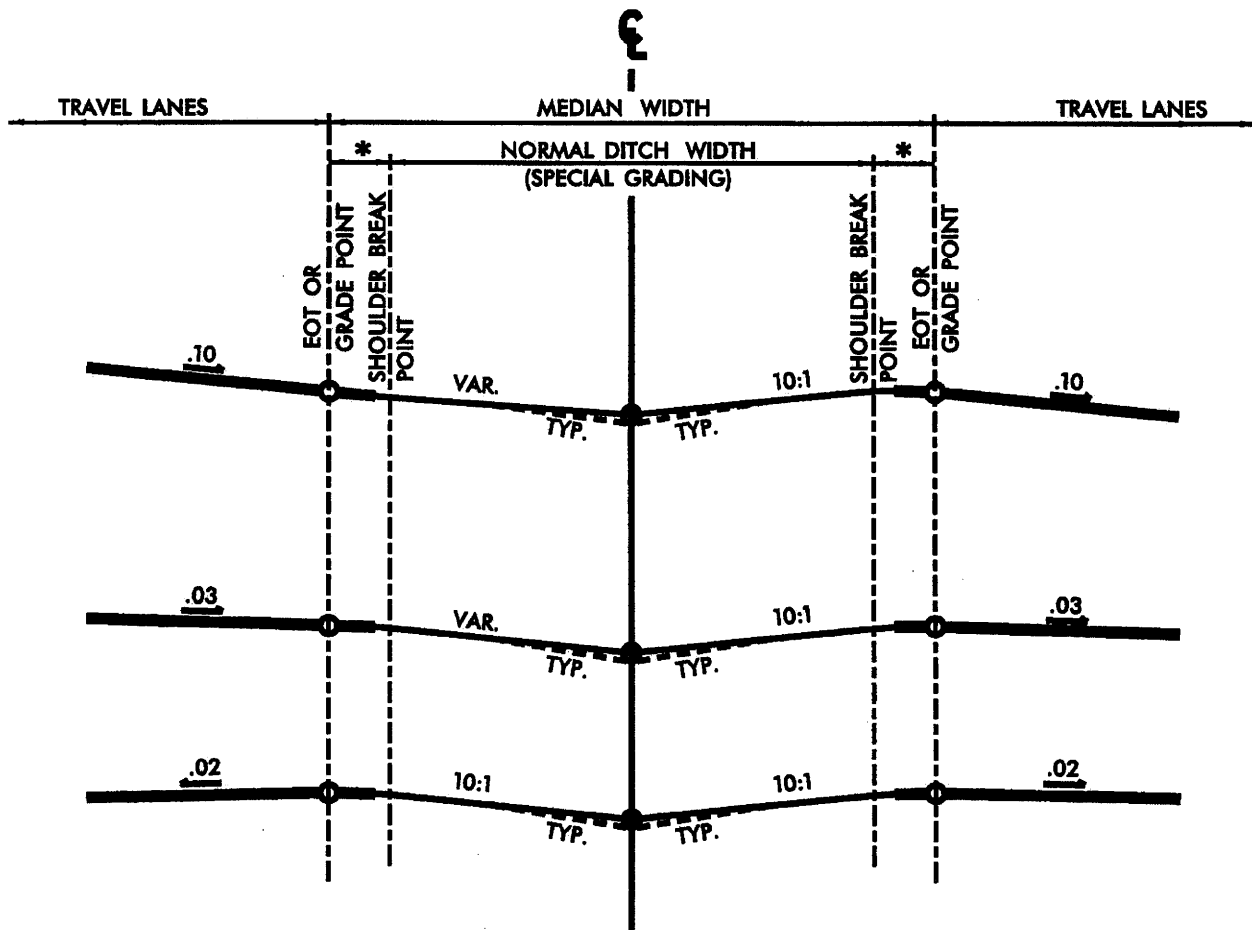 ℄
TRAVEL LANES
MEDIAN WIDTH
TRAVEL LANES
*
NORMAL DITCH WIDTH
*
(SPECIAL GRADING)
EOT OR
GRADE POINT
SHOULDER BREAK
POINT
SHOULDER BREAK
POINT
EOT OR
GRADE POINT
.10
VAR.
10:1
.10
TYP.
TYP.
.03
VAR.
10:1
.03
TYP.
TYP.
.02
10:1
10:1
.02
TYP.
TYP.